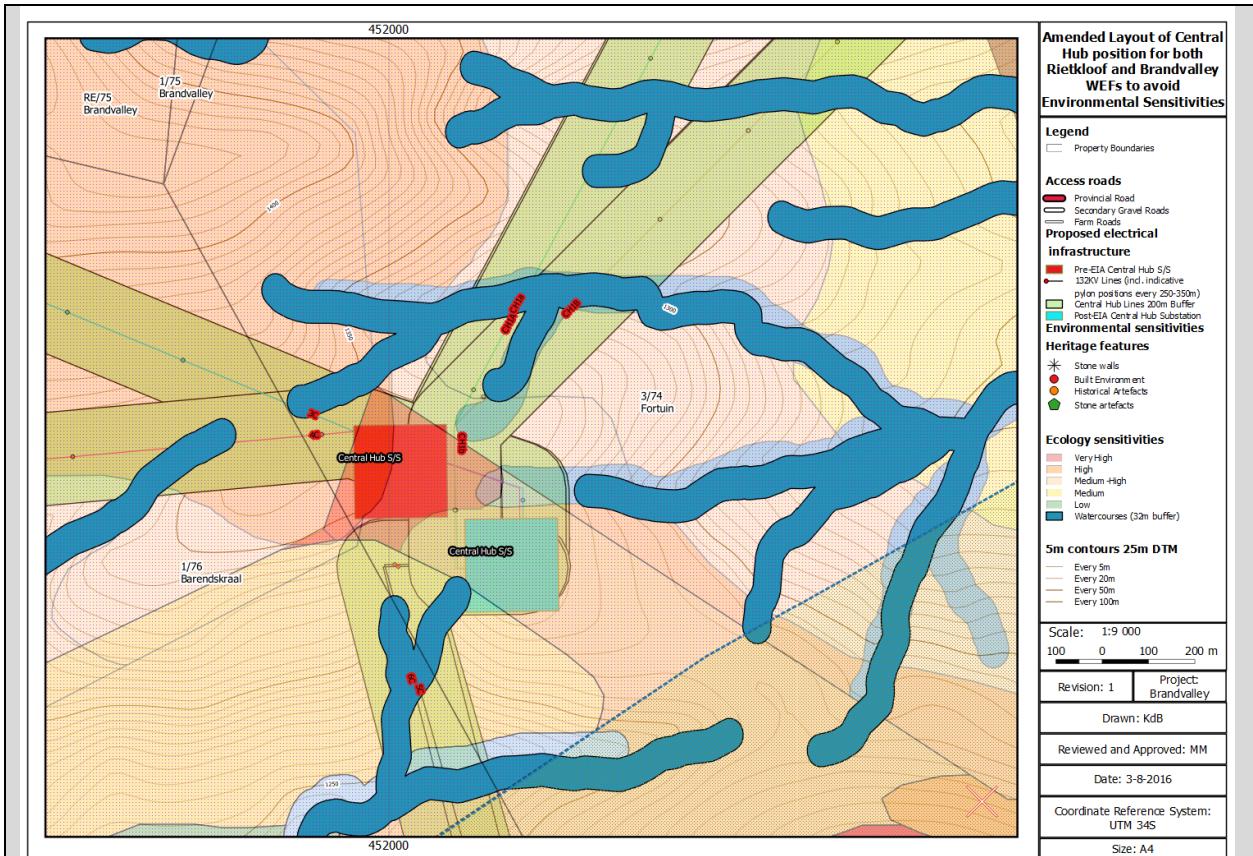 452000
1/75
Brandvalley
RE/75
Brandvalley
1400
1300
1300
CH1A CH1a
CH1B
3/74
Fortuin
Central Hub S/S
Central Hub S/S
1/76
Barendskraal
1250
452000
Amended Layout of Central
Hub position for both
Rietkloof and Brandvalley
WEFs to avoid
Environmental Sensitivities
Legend
Property Boundaries
Access roads
Provincial Road
Secondary Gravel Roads
Farm Roads
Proposed electrical
infrastructure
Pre-EIA Central Hub S/S
132KV Lines (incl. indicative
pylon positions every 250-350m)
Central Hub Lines 200m Buffer
Post-EIA Central Hub Substation
Environmental sensitivities
Heritage features
Stone walls
Built Environment
Historical Artefacts
Stone artefacts
Ecology sensitivities
Very High
High
Medium -High
Medium
Low
Watercourses (32m buffer)
5m contours 25m DTM
Every 5m
Every 20m
Every 50m
Every 100m
Scale: 1:9 000
100 0 100 200 m
Revision: 1
Project:
Brandvalley
Drawn: KdB
Reviewed and Approved: MM
Date: 3-8-2016
Coordinate Reference System:
UTM 34S
Size: A4